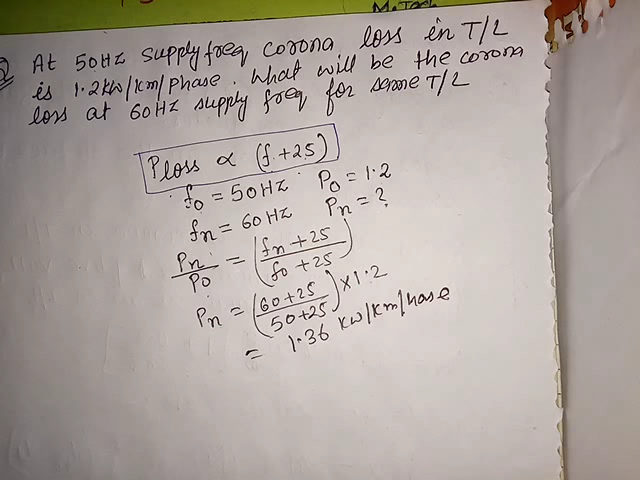 M.Tech
Q At 50Hz supply freq corona loss in T/L
is 1.2kw/km/phase. What will be the corona
loss at 60Hz supply freq for same T/L
Ploss ∝ (f+25)
f0 = 50Hz P0 = 1.2
fn = 60Hz Pn = ?
Pn/P0 = (fn+25/f0+25)
Pn = (60+25/50+25) × 1.2
= 1.36 kw/km/phase